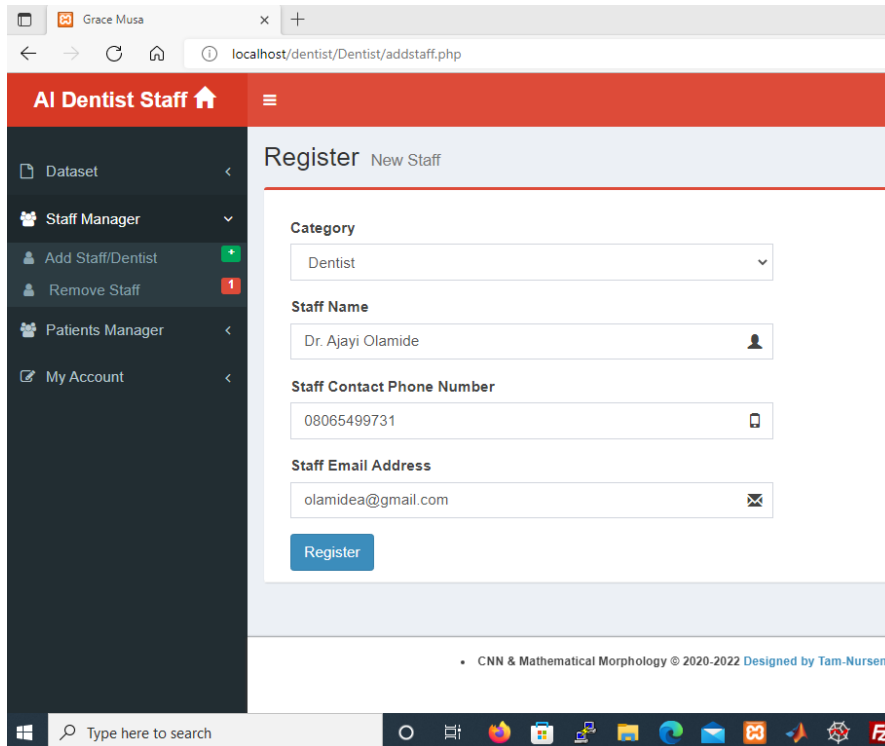 Grace Musa
localhost/dentist/Dentist/addstaff.php
AI Dentist Staff
Register New Staff
Dataset
Staff Manager
Add Staff/Dentist +
Remove Staff 1
Patients Manager
My Account
Category
Dentist
Staff Name
Dr. Ajayi Olamide
Staff Contact Phone Number
08065499731
Staff Email Address
olamidea@gmail.com
Register
CNN & Mathematical Morphology © 2020-2022 Designed by Tam-Nursen
Type here to search